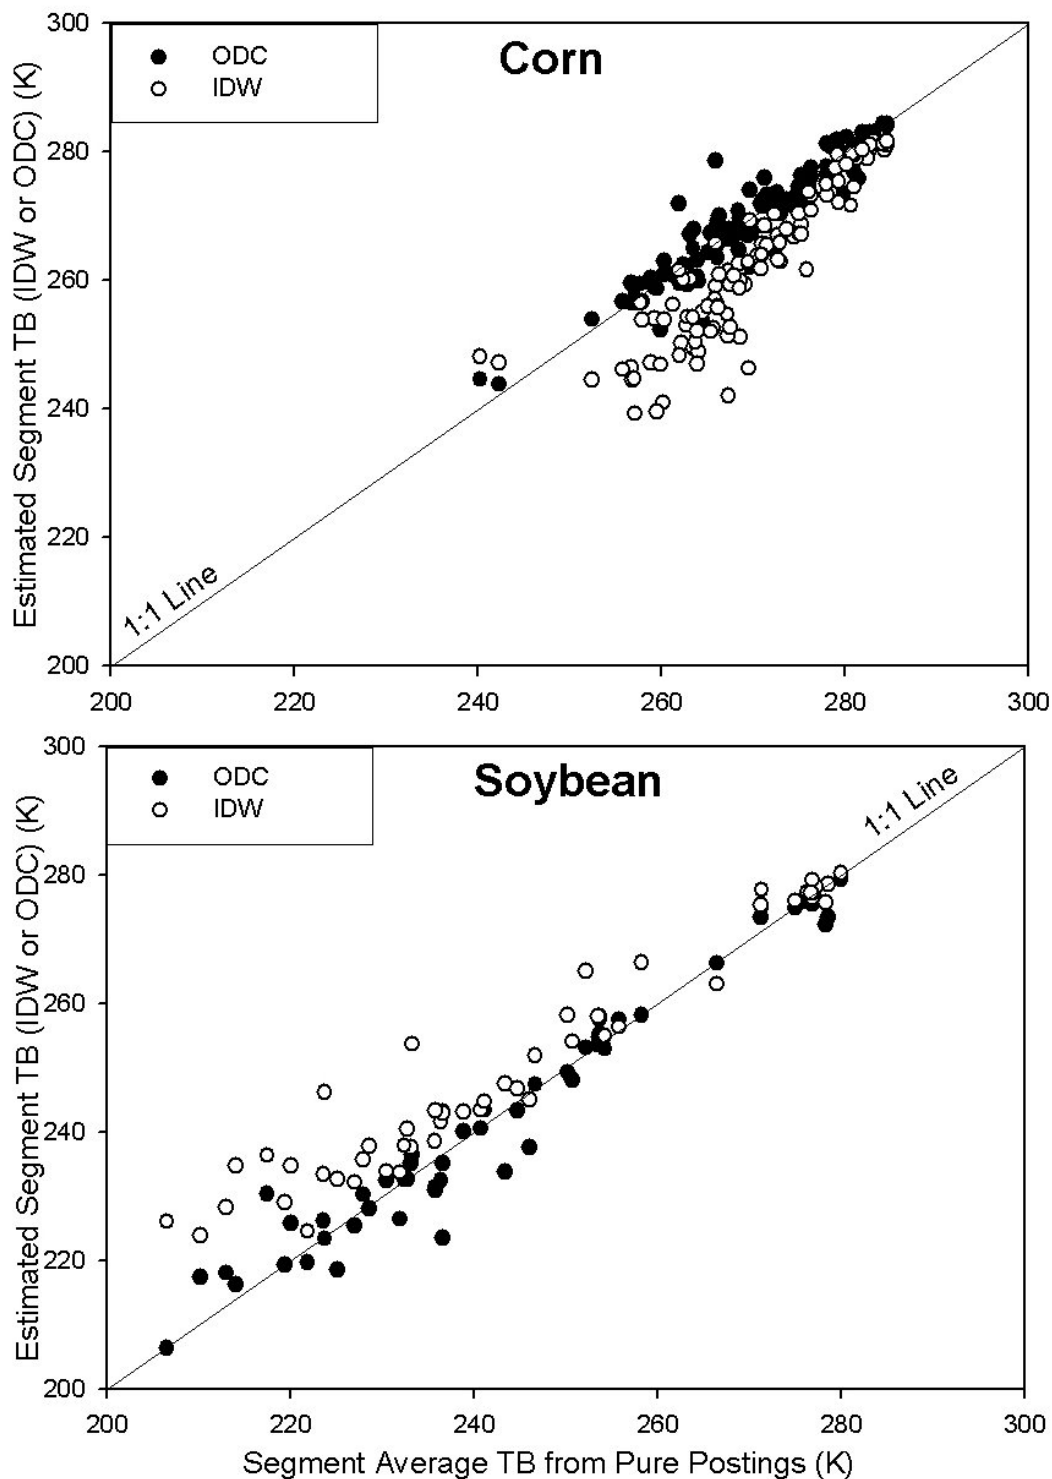 300
280
260
240
220
200
Estimated Segment TB (IDW or ODC) (K)
ODC
IDW
Corn
1:1 Line
200
220
240
260
280
300
300
280
260
240
220
200
Estimated Segment TB (IDW or ODC) (K)
ODC
IDW
Soybean
1:1 Line
200
220
240
260
280
300
Segment Average TB from Pure Postings (K)